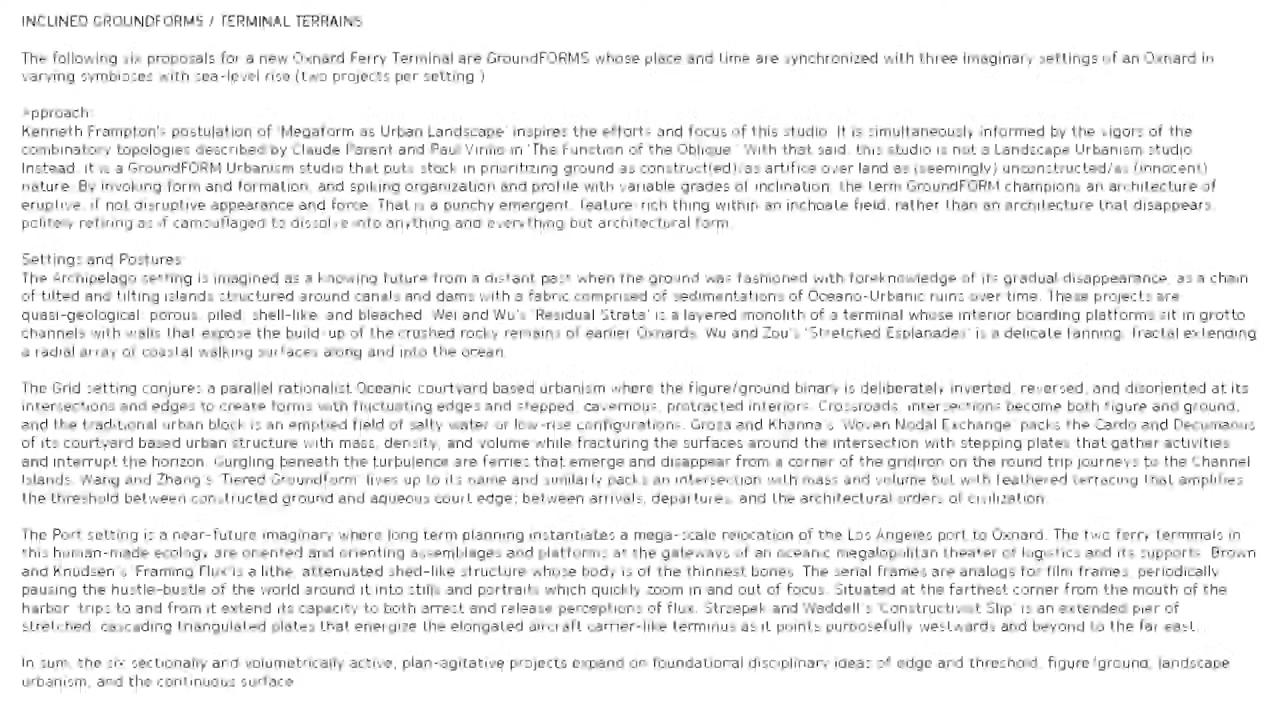 INCLINED GROUNDFORMS / TERMINAL TERRAINS
The following six proposals for a new Oxnard Ferry Terminal are GroundFORMS whose place and time are synchronized with three imaginary settings of an Oxnard in
varying symbioses with sea-level rise (two projects per setting.)
Approach:
Kenneth Frampton's postulation of 'Megaform as Urban Landscape' inspires the efforts and focus of this studio. It is simultaneously informed by the vigors of the
combinatory topologies described by Claude Parent and Paul Virilio in 'The Function of the Oblique.' With that said, this studio is not a Landscape Urbanism studio.
Instead, it is a GroundFORM Urbanism studio that puts stock in prioritizing ground as construct(ed)/as artifice over land as (seemingly) unconstructed/as (innocent)
nature. By invoking form and formation, and spiking organization and profile with variable grades of inclination, the term GroundFORM champions an architecture of
eruptive, if not disruptive appearance and force. That is a punchy emergent, feature-rich thing within an inchoate field, rather than an architecture that disappears,
politely retiring as if camouflaged to dissolve into anything and everything but architectural form.
Settings and Postures:
The Archipelago setting is imagined as a knowing future from a distant past when the ground was fashioned with foreknowledge of its gradual disappearance, as a chain
of tilted and tilting islands structured around canals and dams with a fabric comprised of sedimentations of Oceano-Urbanic ruins over time. These projects are
quasi-geological: porous, piled, shell-like, and bleached. Wei and Wu's 'Residual Strata' is a layered monolith of a terminal whose interior boarding platforms sit in grotto
channels with walls that expose the build-up of the crushed rocky remains of earlier Oxnards. Wu and Zou's 'Stretched Esplanades' is a delicate fanning, fractal extending
a radial array of coastal walking surfaces along and into the ocean.
The Grid setting conjures a parallel rationalist Oceanic courtyard based urbanism where the figure/ground binary is deliberately inverted, reversed, and disoriented at its
intersections and edges to create forms with fluctuating edges and stepped, cavernous, protracted interiors. Crossroads, intersections become both figure and ground,
and the traditional urban block is an emptied field of salty water or low-rise configurations. Grosa and Khanna's 'Woven Nodal Exchange' packs the Cardo and Decumanus
of its courtyard based urban structure with mass, density, and volume while fracturing the surfaces around the intersection with stepping plates that gather activities
and interrupt the horizon. Gurgling beneath the turbulence are ferries that emerge and disappear from a corner of the gridiron on the round trip journeys to the Channel
Islands. Wang and Zhang's 'Tiered Groundform' lives up to its name and similarly packs an intersection with mass and volume but with feathered terracing that amplifies
the threshold between constructed ground and aqueous court edge; between arrivals, departures, and the architectural orders of civilization.
The Port setting is a near-future imaginary where long term planning instantiates a mega-scale relocation of the Los Angeles port to Oxnard. The two ferry terminals in
this human-made ecology are oriented and orienting assemblages and platforms at the gateways of an oceanic megalopolitan theater of logistics and its supports. Brown
and Knudsen's 'Framing Flux' is a lithe, attenuated shed-like structure whose body is of the thinnest bones. The serial frames are analogs for film frames, periodically
pausing the hustle-bustle of the world around it into stills and portraits which quickly zoom in and out of focus. Situated at the farthest corner from the mouth of the
harbor, trips to and from it extend its capacity to both arrest and release perceptions of flux. Strzepek and Waddell's 'Constructivist Slip' is an extended pier of
stretched, cascading triangulated plates that energize the elongated aircraft carrier-like terminus as it points purposefully westwards and beyond to the far east.
In sum, the six sectionally and volumetrically active, plan-agitative projects expand on foundational disciplinary ideas of edge and threshold, figure/ground, landscape
urbanism, and the continuous surface.